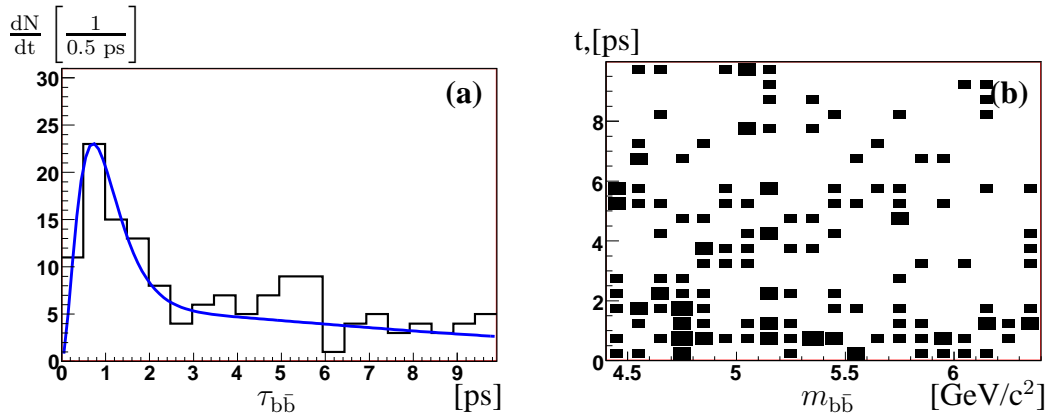 dN/dt [1/0.5 ps]
(a)
30
25
20
15
10
5
0
0 1 2 3 4 5 6 7 8 9
τbb̄ [ps]
t,[ps]
(b)
8
6
4
2
0
4.5 5 5.5 6
mbb̄ [GeV/c²]